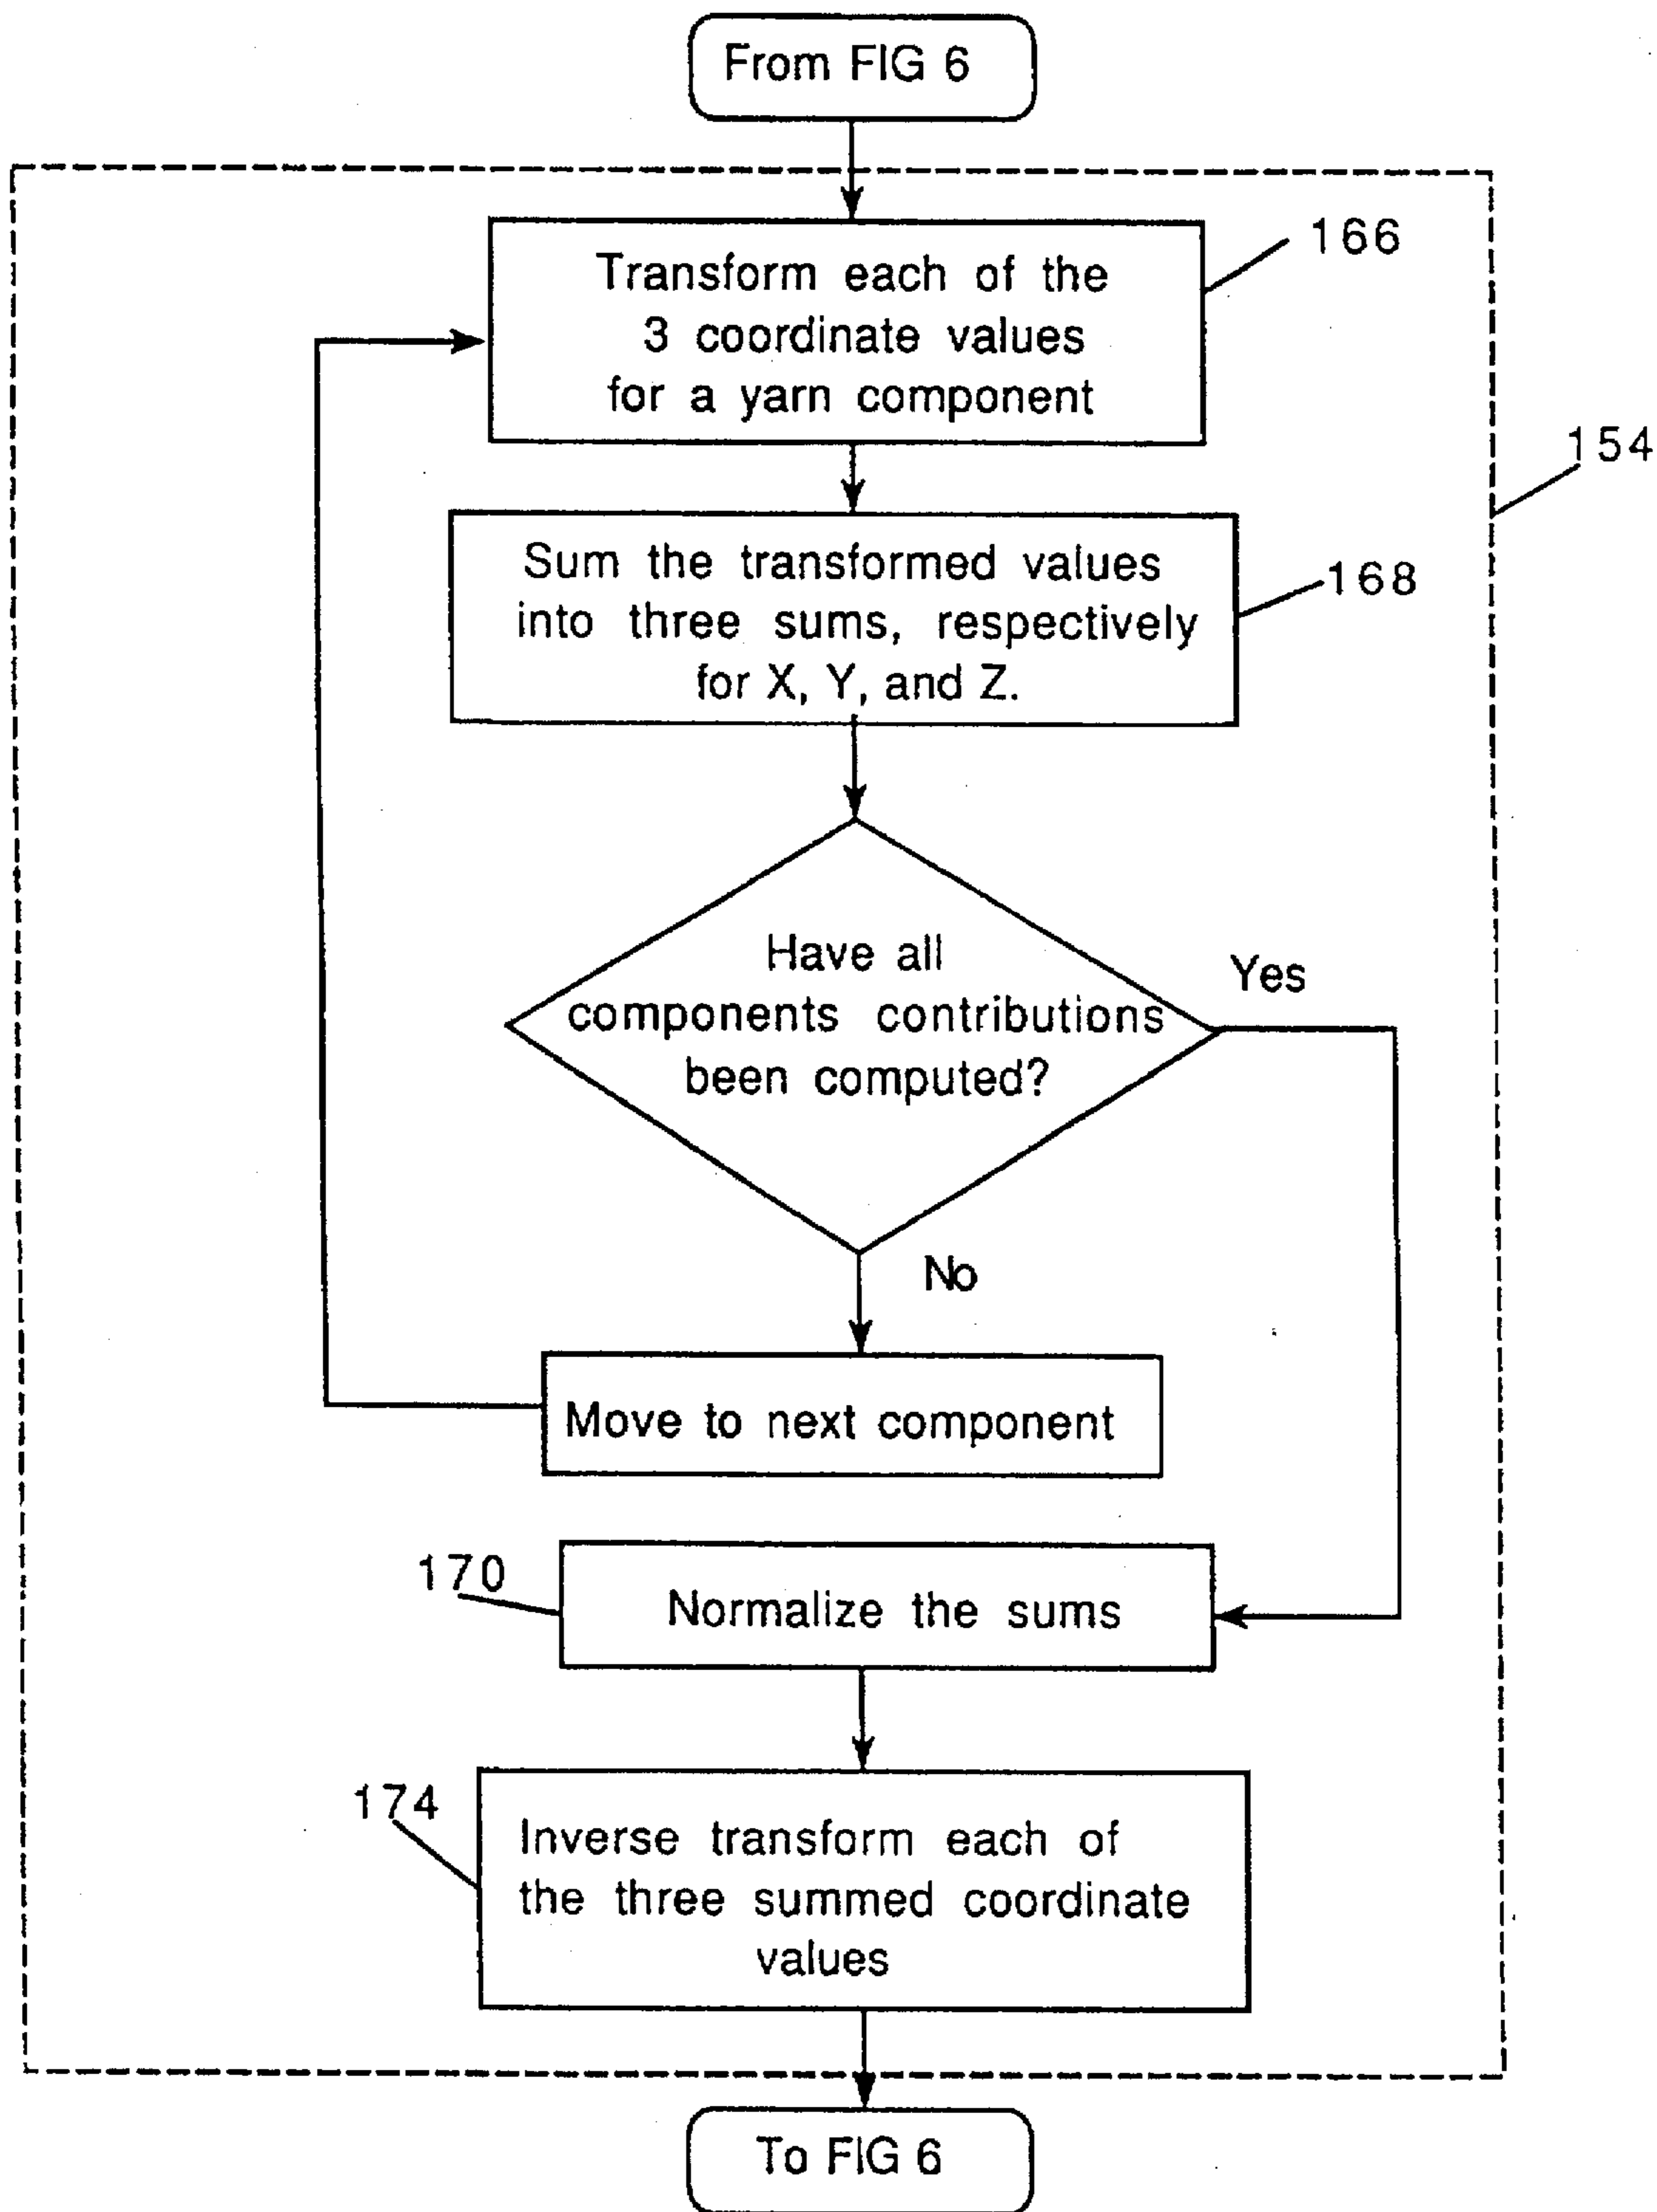 From FIG 6
166
Transform each of the
3 coordinate values
for a yarn component
154
Sum the transformed values
into three sums, respectively
for X, Y, and Z.
168
Have all
components contributions
been computed?
Yes
No
Move to next component
170
Normalize the sums
174
Inverse transform each of
the three summed coordinate
values
To FIG 6